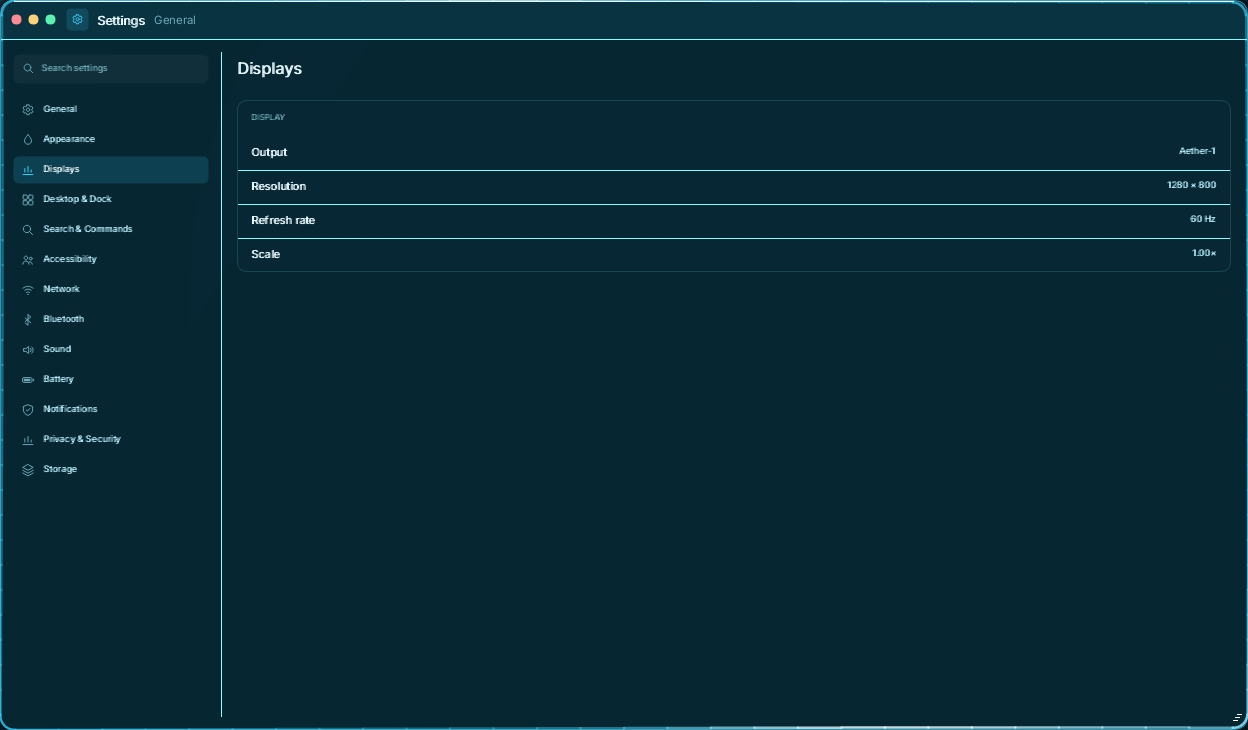 Settings General
Search settings
General
Appearance
Displays
Desktop & Dock
Search & Commands
Accessibility
Network
Bluetooth
Sound
Battery
Notifications
Privacy & Security
Storage
Displays
DISPLAY
Output Aether-1
Resolution 1280 × 800
Refresh rate 60 Hz
Scale 1.00×